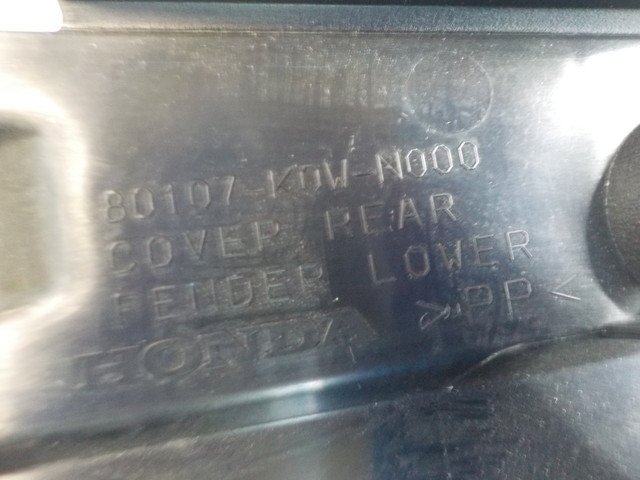 80107-K0W-N000
COVER, REAR
FENDER, LOWER
HONDA >PP<